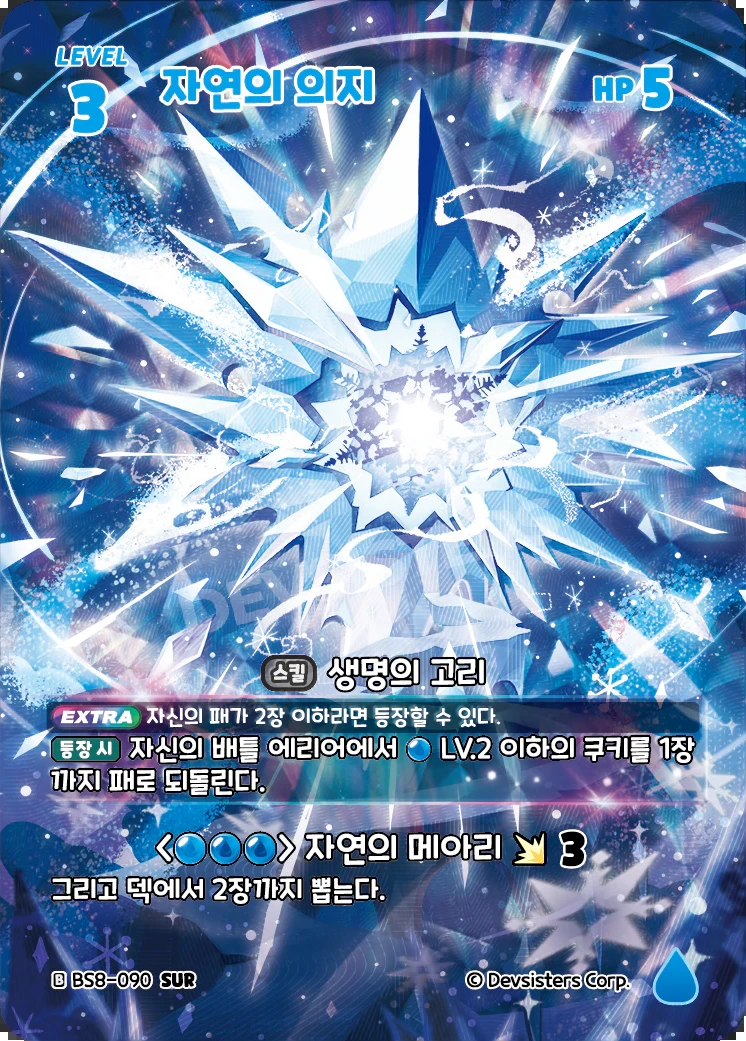 LEVEL
3
자연의 의지
HP 5
스킬 생명의 고리
EXTRA 자신의 패가 2장 이하라면 등장할 수 있다.
등장 시 자신의 배틀 에리어에서 LV.2 이하의 쿠키를 1장
까지 패로 되돌린다.
< > 자연의 메아리 3
그리고 덱에서 2장까지 뽑는다.
B BS8-090 SUR
© Devsisters Corp.